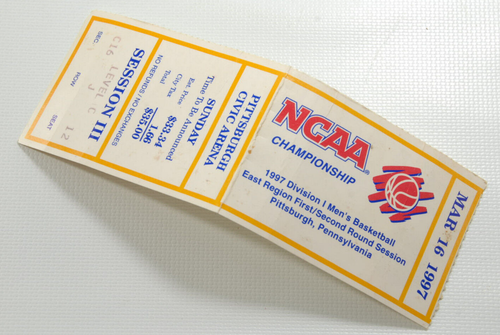 NCAA®
CHAMPIONSHIP
1997 Division I Men's Basketball
East Region First/Second Round Session
Pittsburgh, Pennsylvania
MAR 16 1997
PITTSBURGH
CIVIC ARENA
SUNDAY
Time To Be Announced
Est. Price $33.34
City Tax 1.66
Total $35.00
NO REFUNDS / NO EXCHANGES
SESSION III
C16 LEVEL C
J 12
SEC. ROW SEAT